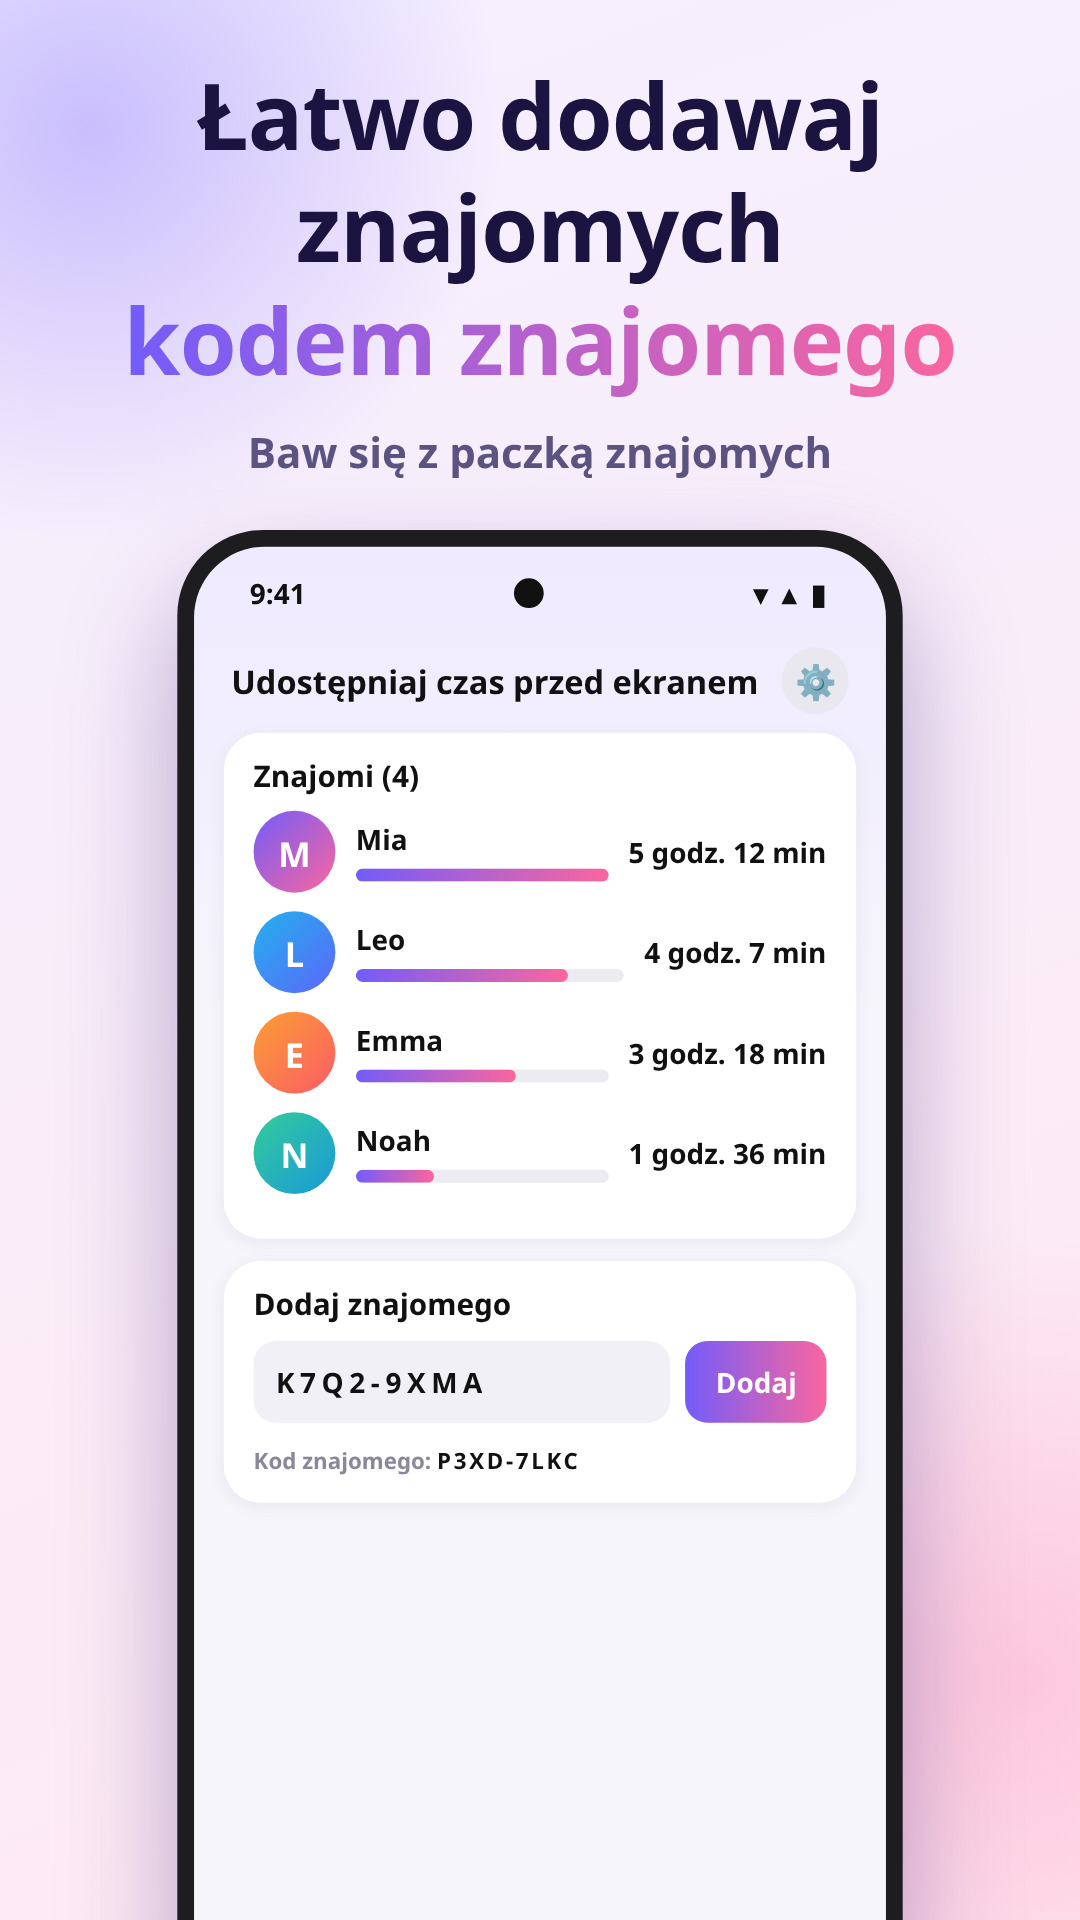 Łatwo dodawaj
znajomych
kodem znajomego
Baw się z paczką znajomych
9:41
Udostępniaj czas przed ekranem
Znajomi (4)
M
Mia
5 godz. 12 min
L
Leo
4 godz. 7 min
E
Emma
3 godz. 18 min
N
Noah
1 godz. 36 min
Dodaj znajomego
K7Q2-9XMA
Dodaj
Kod znajomego: P3XD-7LKC